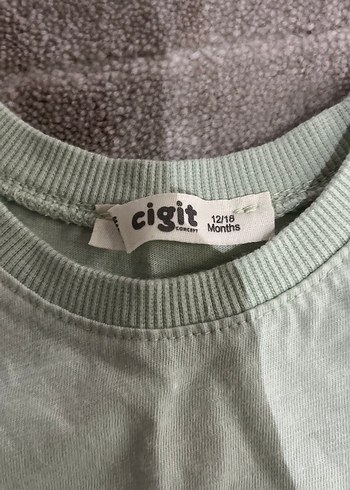 cigit
CONCEPT
12/18
Months